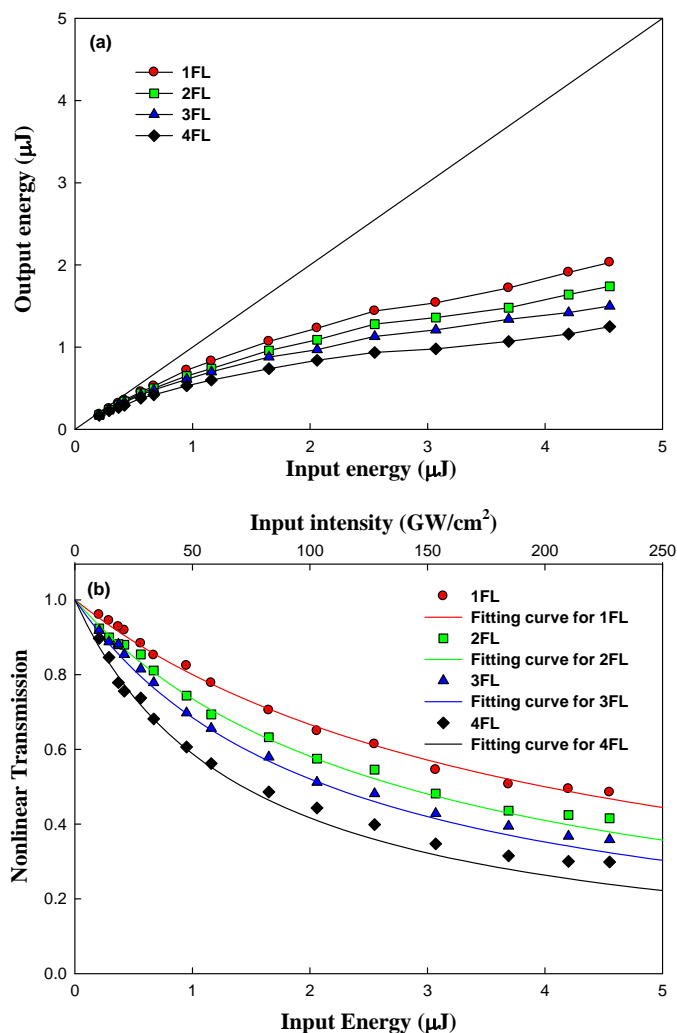 (a)
1FL
2FL
3FL
4FL
5
4
3
2
1
0
Output energy (μJ)
0 1 2 3 4 5
Input energy (μJ)
Input intensity (GW/cm²)
0 50 100 150 200 250
(b)
1FL
Fitting curve for 1FL
2FL
Fitting curve for 2FL
3FL
Fitting curve for 3FL
4FL
Fitting curve for 4FL
1.0
0.8
0.6
0.4
0.2
0.0
Nonlinear Transmission
0 1 2 3 4 5
Input Energy (μJ)